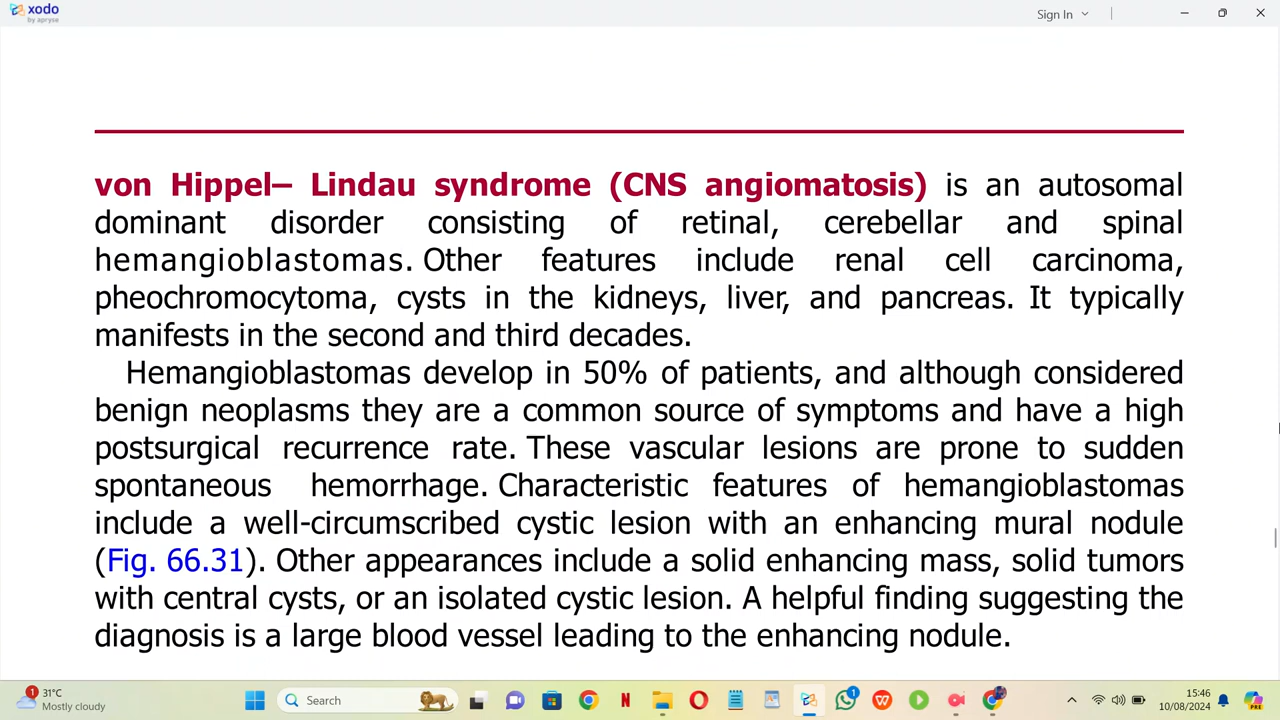 xodo
by apryse
Sign In
von Hippel– Lindau syndrome (CNS angiomatosis) is an autosomal
dominant disorder consisting of retinal, cerebellar and spinal
hemangioblastomas. Other features include renal cell carcinoma,
pheochromocytoma, cysts in the kidneys, liver, and pancreas. It typically
manifests in the second and third decades.
Hemangioblastomas develop in 50% of patients, and although considered
benign neoplasms they are a common source of symptoms and have a high
postsurgical recurrence rate. These vascular lesions are prone to sudden
spontaneous hemorrhage. Characteristic features of hemangioblastomas
include a well-circumscribed cystic lesion with an enhancing mural nodule
(Fig. 66.31). Other appearances include a solid enhancing mass, solid tumors
with central cysts, or an isolated cystic lesion. A helpful finding suggesting the
diagnosis is a large blood vessel leading to the enhancing nodule.
1
31°C
Mostly cloudy
Search
N
1
W
15:46
10/08/2024
PRE